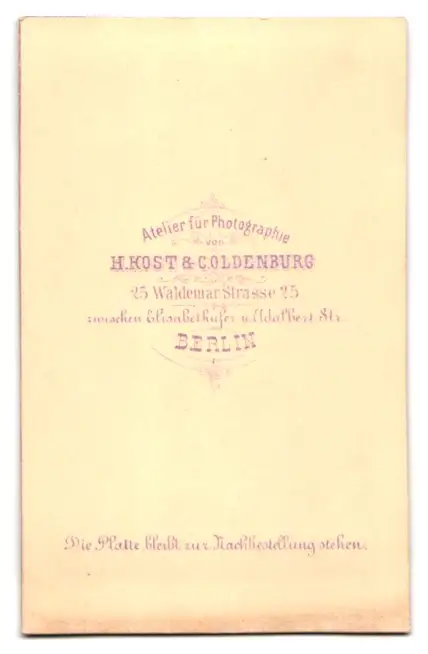 Atelier für Photographie
von
H. KOST & C. OLDENBURG
25 Waldemar Strasse 25
zwischen Elisabethufer u. Adalbert Str.
BERLIN
Die Platte bleibt zur Nachbestellung stehen.